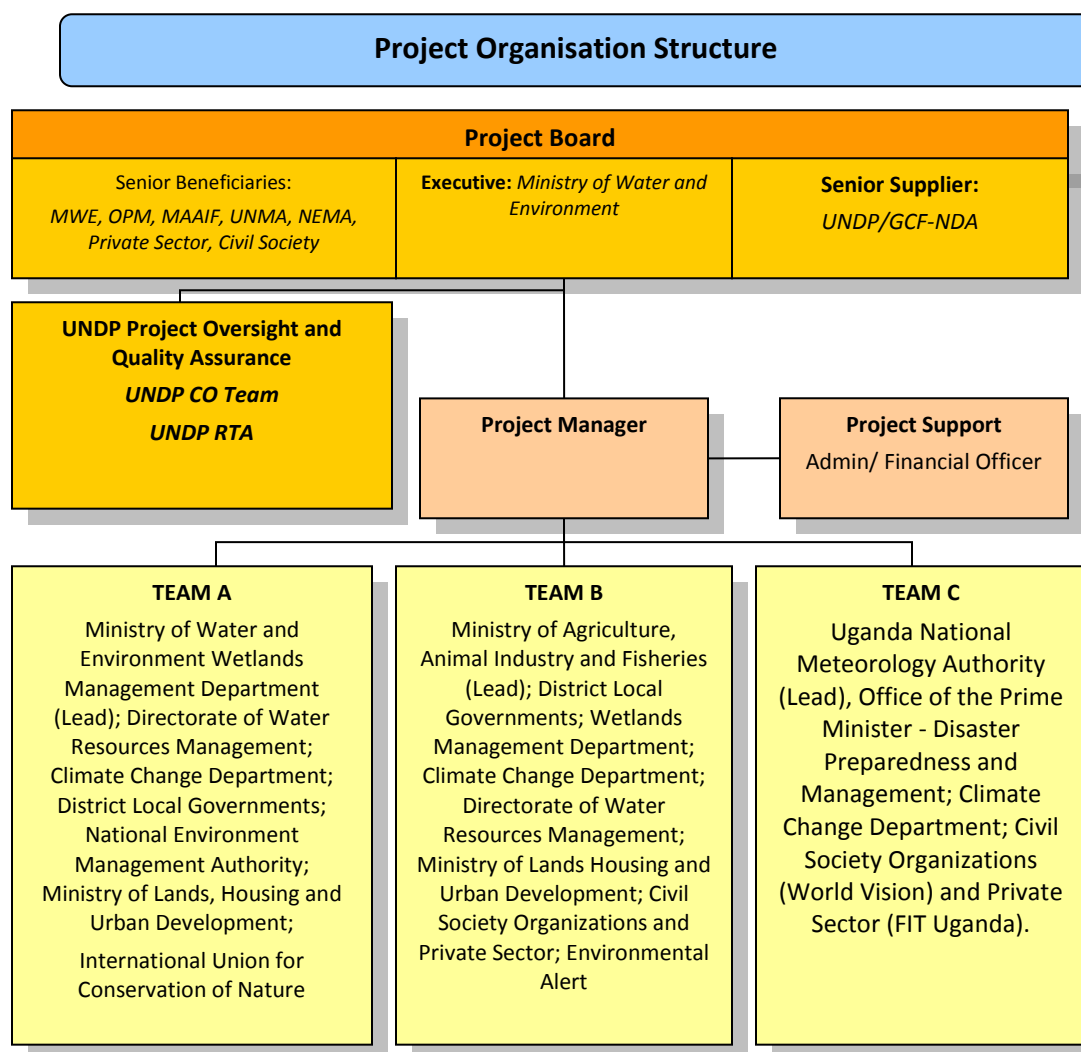 Project Organisation Structure
Project Board
Senior Beneficiaries:
MWE, OPM, MAAIF, UNMA, NEMA,
Private Sector, Civil Society
Executive: Ministry of Water and
Environment
Senior Supplier:
UNDP/GCF-NDA
UNDP Project Oversight and
Quality Assurance
UNDP CO Team
UNDP RTA
Project Manager
Project Support
Admin/ Financial Officer
TEAM A
Ministry of Water and
Environment Wetlands
Management Department
(Lead); Directorate of Water
Resources Management;
Climate Change Department;
District Local Governments;
National Environment
Management Authority;
Ministry of Lands, Housing and
Urban Development;
International Union for
Conservation of Nature
TEAM B
Ministry of Agriculture,
Animal Industry and Fisheries
(Lead); District Local
Governments; Wetlands
Management Department;
Climate Change Department;
Directorate of Water
Resources Management;
Ministry of Lands Housing and
Urban Development; Civil
Society Organizations and
Private Sector; Environmental
Alert
TEAM C
Uganda National
Meteorology Authority
(Lead), Office of the Prime
Minister - Disaster
Preparedness and
Management; Climate
Change Department; Civil
Society Organizations
(World Vision) and Private
Sector (FIT Uganda).